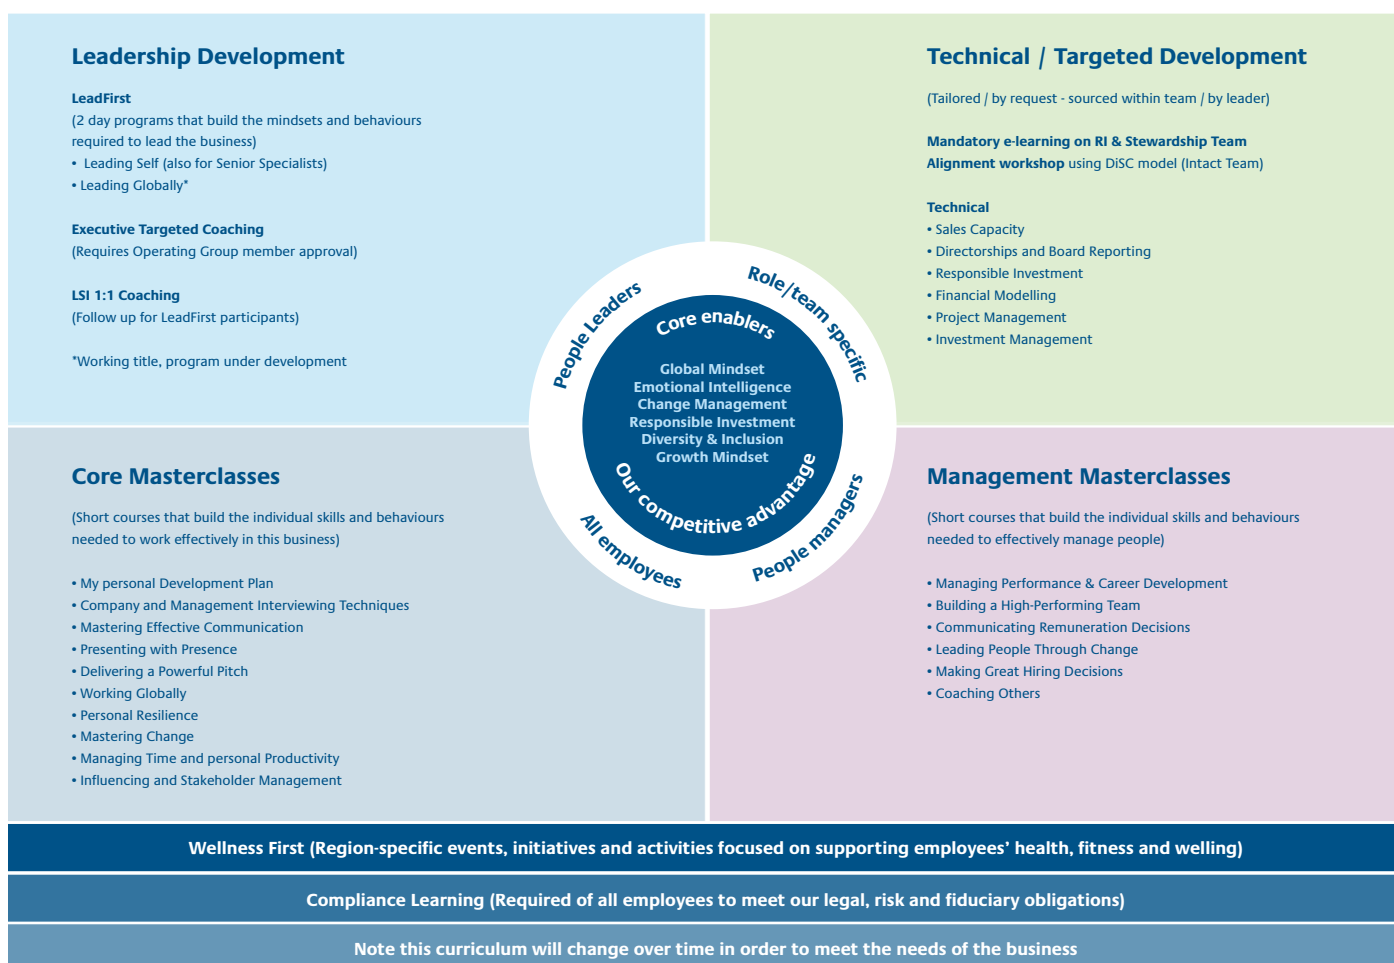 Leadership Development
LeadFirst
(2 day programs that build the mindsets and behaviours
required to lead the business)
• Leading Self (also for Senior Specialists)
• Leading Globally*
Executive Targeted Coaching
(Requires Operating Group member approval)
LSI 1:1 Coaching
(Follow up for LeadFirst participants)
*Working title, program under development
Technical / Targeted Development
(Tailored / by request - sourced within team / by leader)
Mandatory e-learning on RI & Stewardship Team
Alignment workshop using DiSC model (Intact Team)
Technical
• Sales Capacity
• Directorships and Board Reporting
• Responsible Investment
• Financial Modelling
• Project Management
• Investment Management
People Leaders
Role/team specific
Core enablers
Global Mindset
Emotional Intelligence
Change Management
Responsible Investment
Diversity & Inclusion
Growth Mindset
Our competitive advantage
All employees
People managers
Core Masterclasses
(Short courses that build the individual skills and behaviours
needed to work effectively in this business)
• My personal Development Plan
• Company and Management Interviewing Techniques
• Mastering Effective Communication
• Presenting with Presence
• Delivering a Powerful Pitch
• Working Globally
• Personal Resilience
• Mastering Change
• Managing Time and personal Productivity
• Influencing and Stakeholder Management
Management Masterclasses
(Short courses that build the individual skills and behaviours
needed to effectively manage people)
• Managing Performance & Career Development
• Building a High-Performing Team
• Communicating Remuneration Decisions
• Leading People Through Change
• Making Great Hiring Decisions
• Coaching Others
Wellness First (Region-specific events, initiatives and activities focused on supporting employees’ health, fitness and welling)
Compliance Learning (Required of all employees to meet our legal, risk and fiduciary obligations)
Note this curriculum will change over time in order to meet the needs of the business